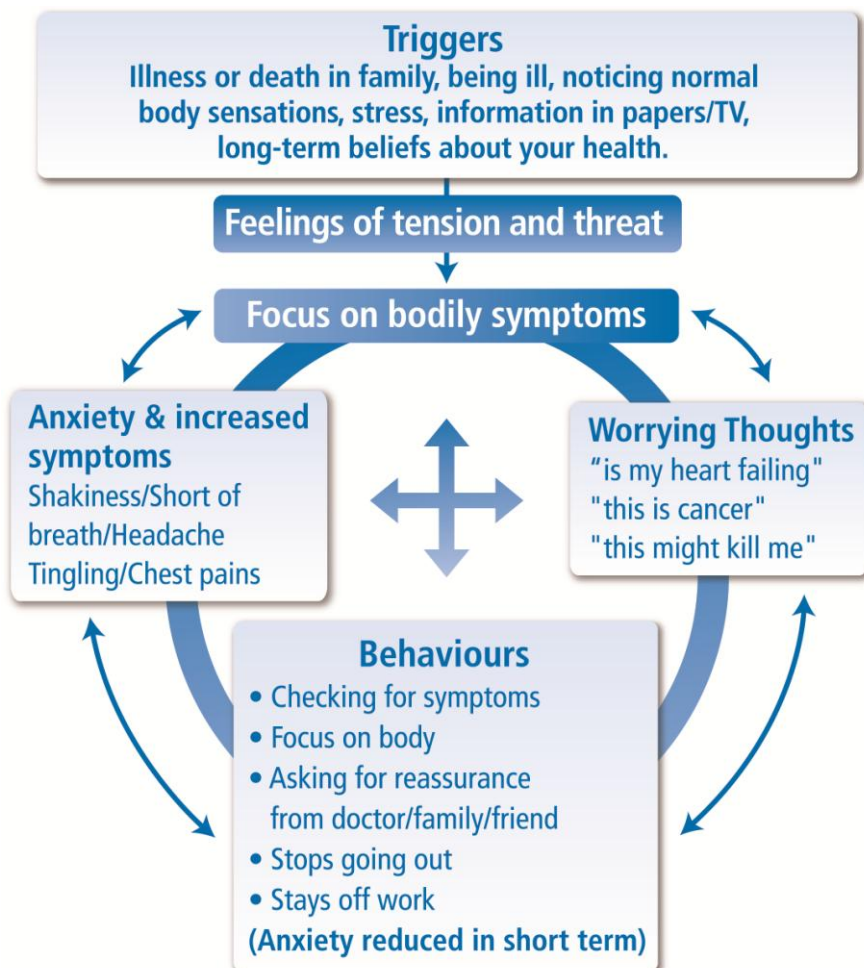 Triggers
Illness or death in family, being ill, noticing normal
body sensations, stress, information in papers/TV,
long-term beliefs about your health.
Feelings of tension and threat
Focus on bodily symptoms
Anxiety & increased
symptoms
Shakiness/Short of
breath/Headache
Tingling/Chest pains
Worrying Thoughts
“is my heart failing"
"this is cancer"
"this might kill me"
Behaviours
• Checking for symptoms
• Focus on body
• Asking for reassurance
from doctor/family/friend
• Stops going out
• Stays off work
(Anxiety reduced in short term)